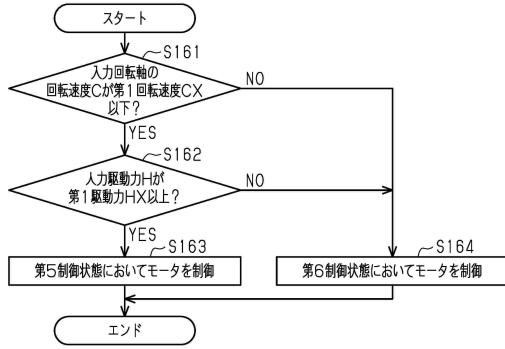 スタート
S161
入力回転軸の
回転速度Cが第1回転速度CX
以下?
NO
YES
S162
人力駆動力Hが
第1駆動力HX以上?
NO
YES
S163
第5制御状態においてモータを制御
S164
第6制御状態においてモータを制御
エンド